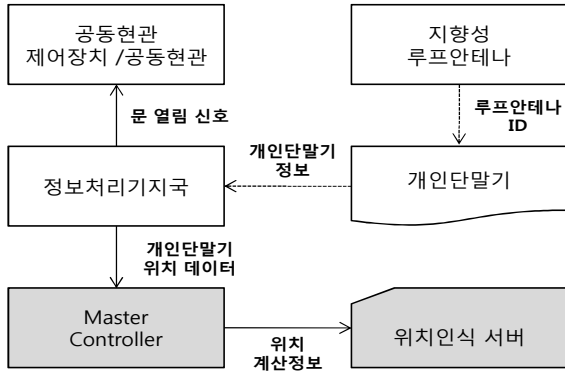 공동현관
제어장치 /공동현관
지향성
루프안테나
문 열림 신호
루프안테나
ID
개인단말기
정보
정보처리기지국
개인단말기
개인단말기
위치 데이터
Master
Controller
위치
계산정보
위치인식 서버